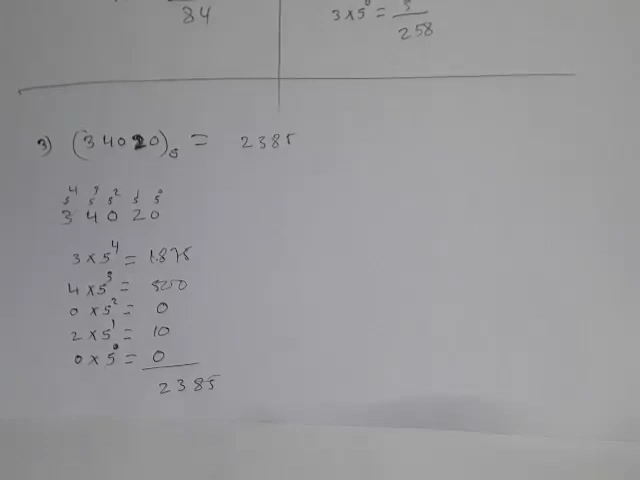 84
3 × 5⁰ = 3
258
3) (34020)₅ = 2385
5⁴ 5³ 5² 5¹ 5⁰
3 4 0 2 0
3 × 5⁴ = 1875
4 × 5³ = 500
0 × 5² = 0
2 × 5¹ = 10
0 × 5⁰ = 0
2385